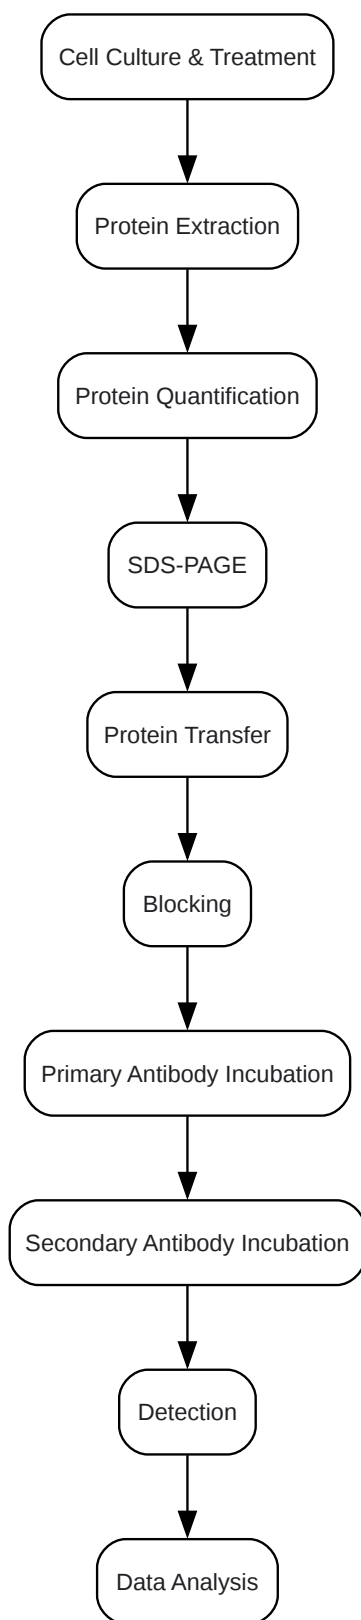 Cell Culture & Treatment
Protein Extraction
Protein Quantification
SDS-PAGE
Protein Transfer
Blocking
Primary Antibody Incubation
Secondary Antibody Incubation
Detection
Data Analysis